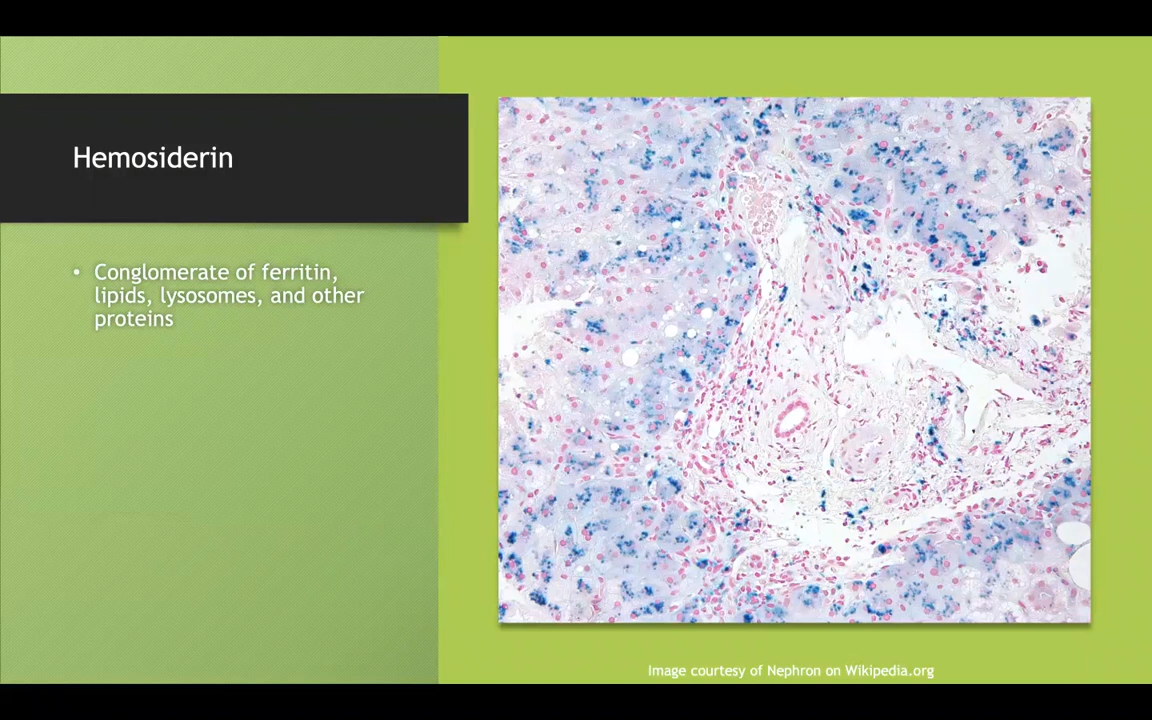 Hemosiderin
• Conglomerate of ferritin,
lipids, lysosomes, and other
proteins
Image courtesy of Nephron on Wikipedia.org